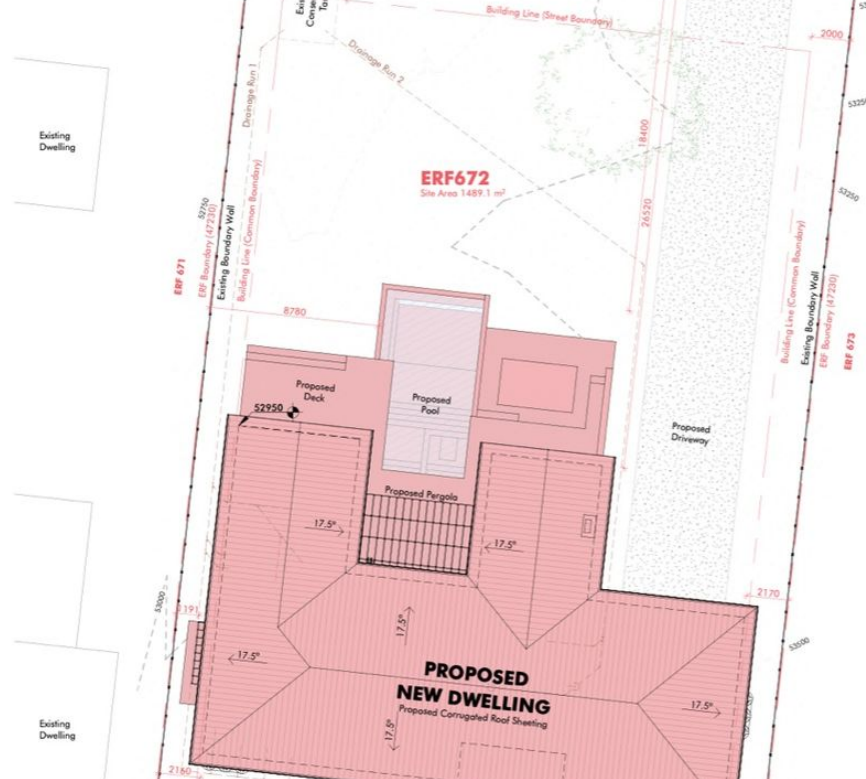 Building Line (Street Boundary)
2000
Drainage Run 1
Drainage Run 2
18400
26520
Existing
Dwelling
ERF672
Site Area 1489.1 m²
53250
52750
ERF 671
ERF Boundary (47230)
Existing Boundary Wall
Building Line (Common Boundary)
Building Line (Common Boundary)
Existing Boundary Wall
ERF Boundary (47230)
ERF 673
8780
Proposed
Deck
52950
Proposed
Pool
Proposed
Driveway
Proposed Pergola
17.5°
17.5°
2170
53000
17.5°
53500
17.5°
PROPOSED
NEW DWELLING
Proposed Corrugated Roof Sheeting
17.5°
17.5°
Existing
Dwelling
2160